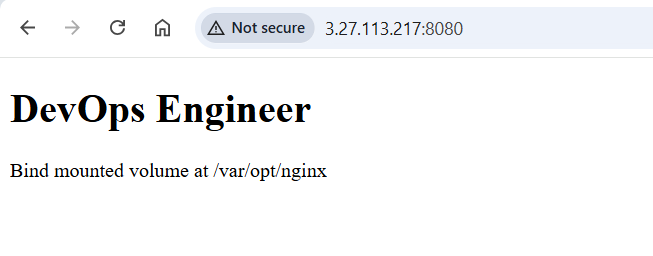 Not secure 3.27.113.217:8080
DevOps Engineer
Bind mounted volume at /var/opt/nginx